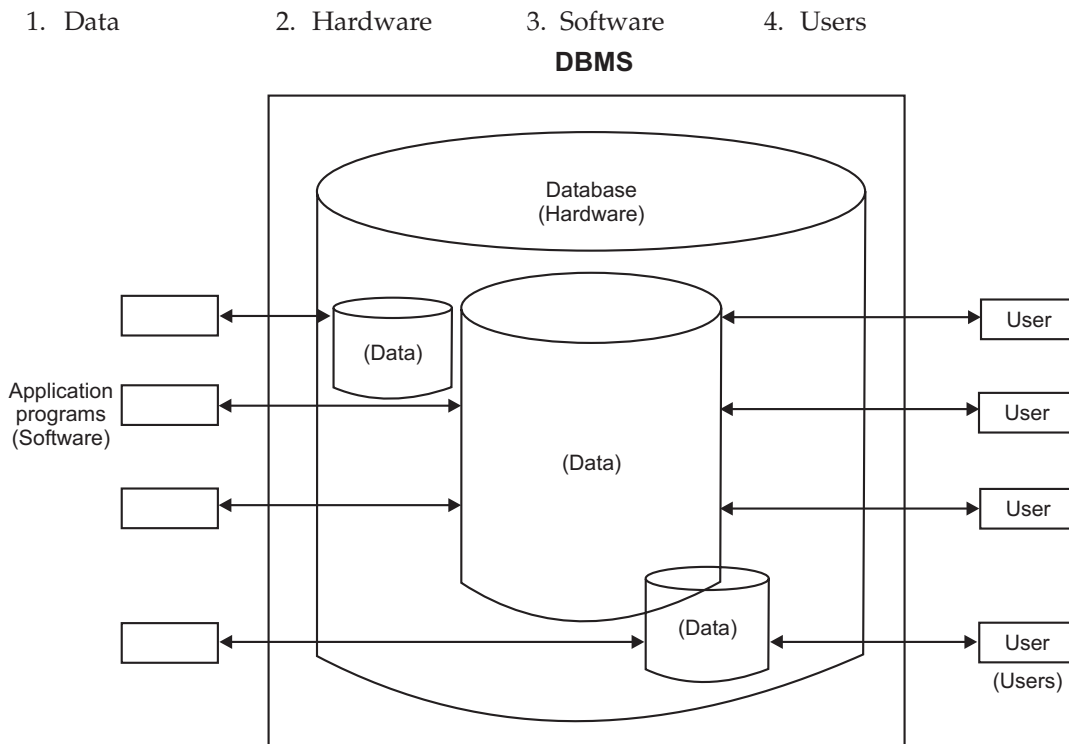 1. Data 2. Hardware 3. Software 4. Users
DBMS
Database
(Hardware)
User
(Data)
Application
programs
(Software)
User
(Data)
User
(Data)
User
(Users)